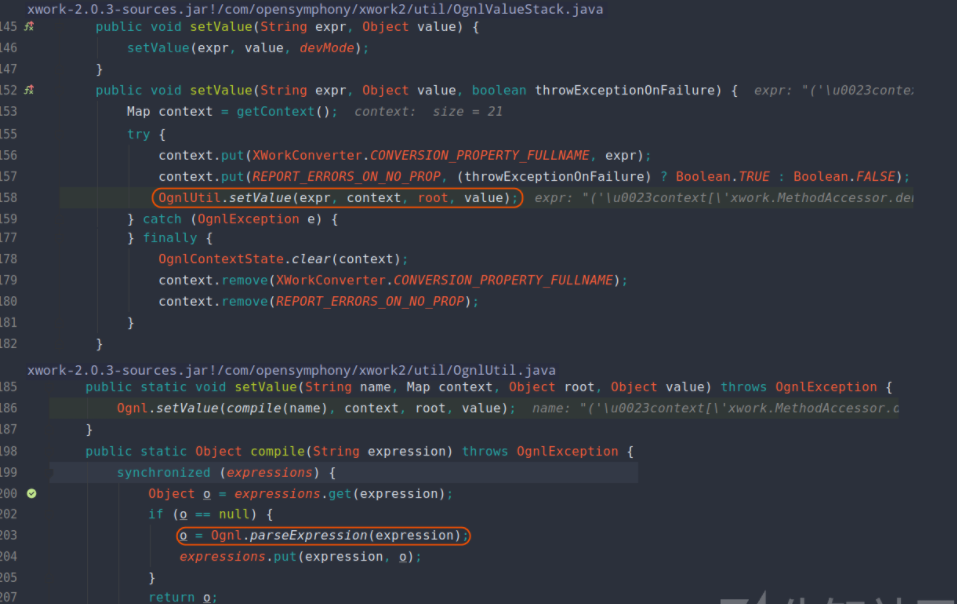 xwork-2.0.3-sources.jar!/com/opensymphony/xwork2/util/OgnlValueStack.java
145 public void setValue(String expr, Object value) {
146 setValue(expr, value, devMode);
147 }
152 public void setValue(String expr, Object value, boolean throwExceptionOnFailure) { expr: "('\u0023contex
153 Map context = getContext(); context: size = 21
155 try {
156 context.put(XWorkConverter.CONVERSION_PROPERTY_FULLNAME, expr);
157 context.put(REPORT_ERRORS_ON_NO_PROP, (throwExceptionOnFailure) ? Boolean.TRUE : Boolean.FALSE);
158 OgnlUtil.setValue(expr, context, root, value); expr: "('\u0023context[\'xwork.MethodAccessor.den
159 } catch (OgnlException e) {
177 } finally {
178 OgnlContextState.clear(context);
179 context.remove(XWorkConverter.CONVERSION_PROPERTY_FULLNAME);
180 context.remove(REPORT_ERRORS_ON_NO_PROP);
181 }
182 }
xwork-2.0.3-sources.jar!/com/opensymphony/xwork2/util/OgnlUtil.java
185 public static void setValue(String name, Map context, Object root, Object value) throws OgnlException {
186 Ognl.setValue(compile(name), context, root, value); name: "('\u0023context[\'xwork.MethodAccessor.d
187 }
198 public static Object compile(String expression) throws OgnlException {
199 synchronized (expressions) {
200 Object o = expressions.get(expression);
202 if (o == null) {
203 o = Ognl.parseExpression(expression);
204 expressions.put(expression, o);
205 }
207 return o;